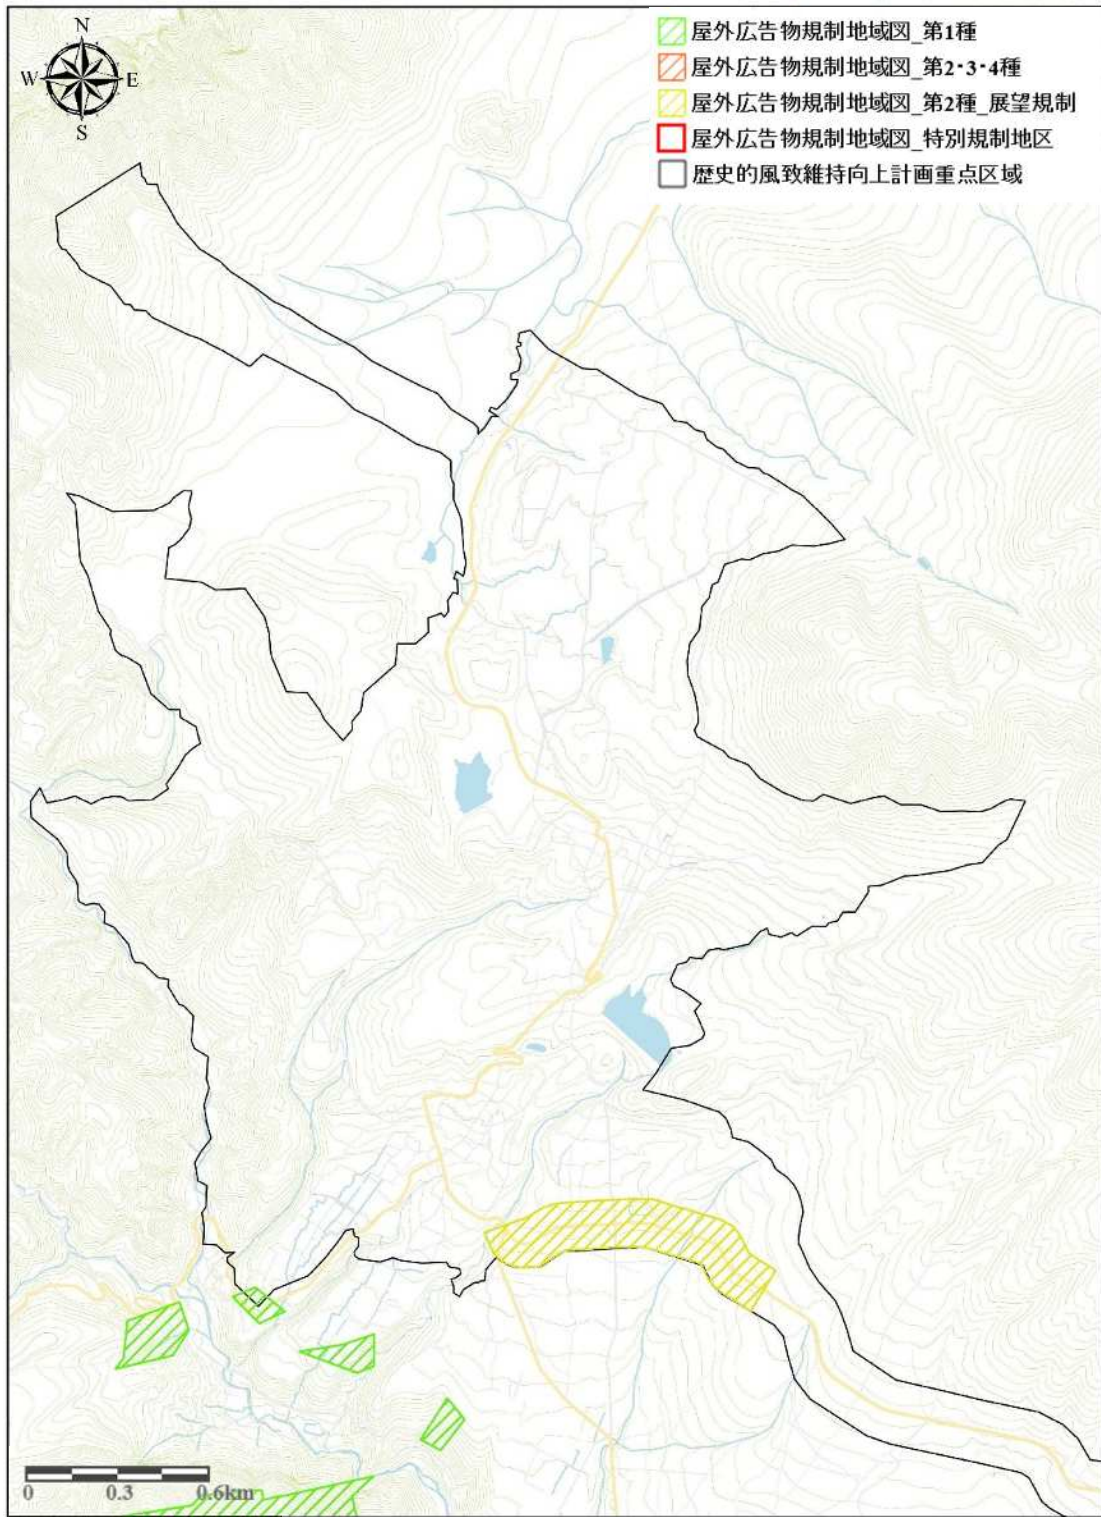 N
W E
S
屋外広告物規制地域図_第1種
屋外広告物規制地域図_第2・3・4種
屋外広告物規制地域図_第2種_展望規制
屋外広告物規制地域図_特別規制地区
歴史的風致維持向上計画重点区域
0 0.3 0.6km